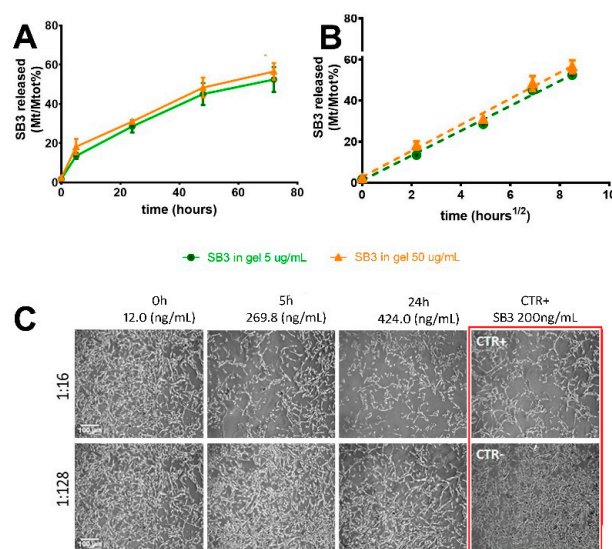 A
SB3 released
(Mt/Mtot%)
80
60
40
20
0
0 20 40 60 80
time (hours)
B
SB3 released
(Mt/Mtot%)
80
60
40
20
0
0 2 4 6 8 10
time (hours1/2)
SB3 in gel 5 ug/mL
SB3 in gel 50 ug/mL
C
0h
12.0 (ng/mL)
5h
269.8 (ng/mL)
24h
424.0 (ng/mL)
CTR+
SB3 200ng/mL
1:16
100 µm
CTR+
1:128
100 µm
CTR-